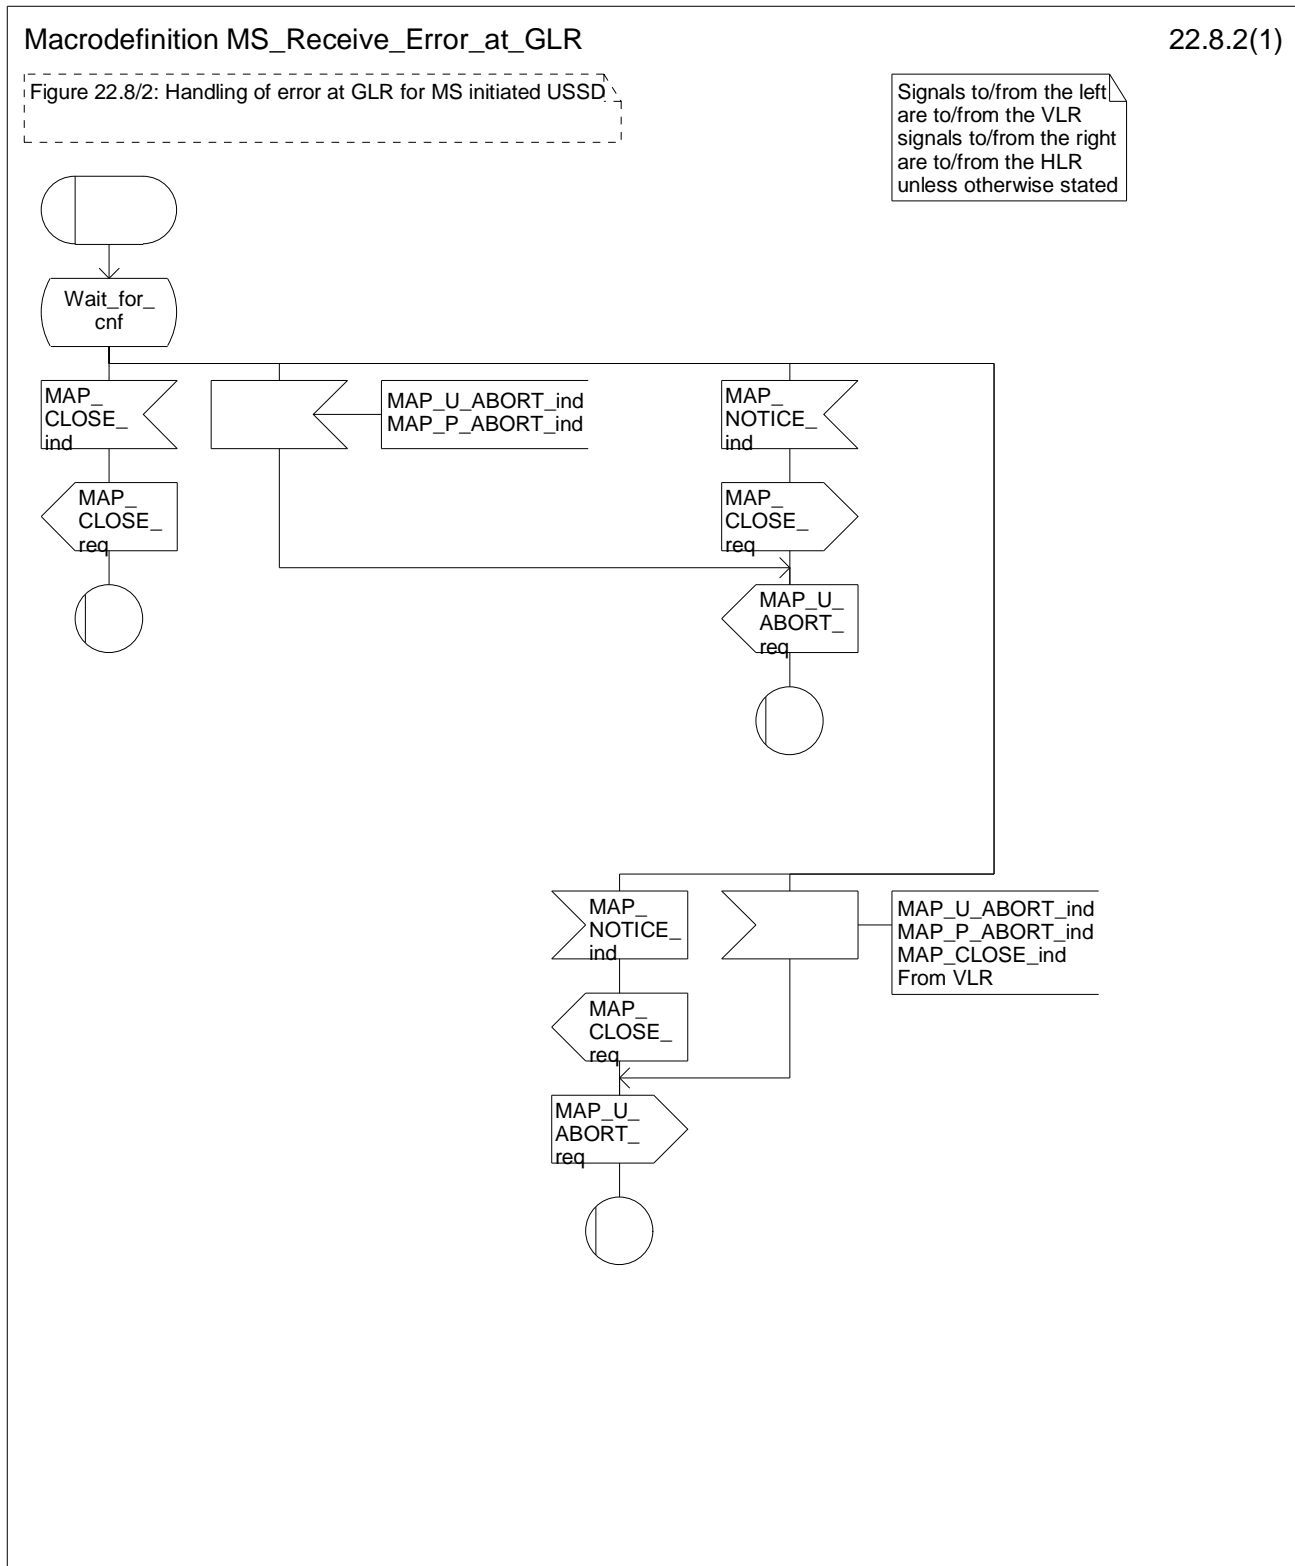 Macrodefinition MS_Receive_Error_at_GLR
22.8.2(1)
Figure 22.8/2: Handling of error at GLR for MS initiated USSD
Signals to/from the left
are to/from the VLR
signals to/from the right
are to/from the HLR
unless otherwise stated
Wait_for_
cnf
MAP_
CLOSE_
ind
MAP_U_ABORT_ind
MAP_P_ABORT_ind
MAP_
NOTICE_
ind
MAP_
CLOSE_
req
MAP_
CLOSE_
req
MAP_U_
ABORT_
req
MAP_
NOTICE_
ind
MAP_U_ABORT_ind
MAP_P_ABORT_ind
MAP_CLOSE_ind
From VLR
MAP_
CLOSE_
req
MAP_U_
ABORT_
req